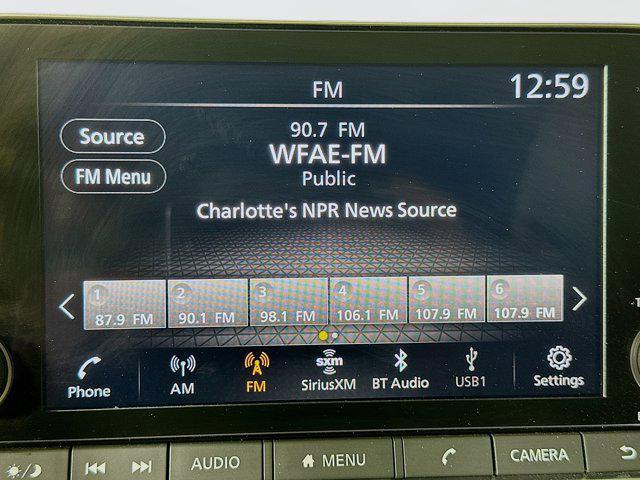 FM
12:59
Source
90.7 FM
WFAE-FM
FM Menu
Public
Charlotte's NPR News Source
1 2 3 4 5 6
87.9 FM 90.1 FM 98.1 FM 106.1 FM 107.9 FM 107.9 FM
sxm
Phone AM FM SiriusXM BT Audio USB1 Settings
AUDIO MENU CAMERA